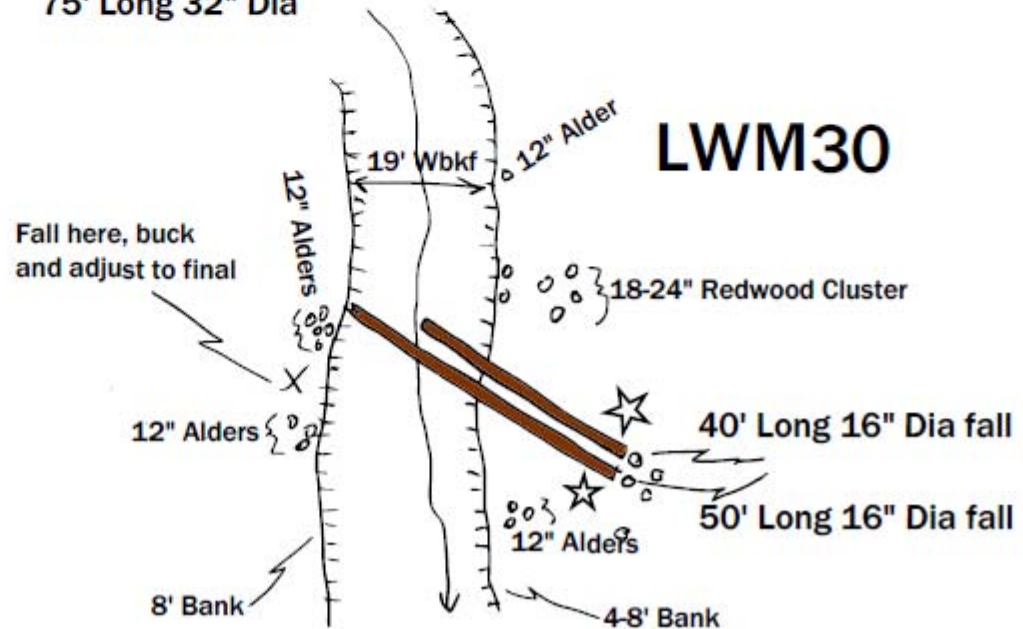 75' Long 32" Dia
12" Alder
LWM30
19' Wbkf
12" Alders
Fall here, buck
and adjust to final
18-24" Redwood Cluster
X
12" Alders
40' Long 16" Dia fall
50' Long 16" Dia fall
12" Alders
8' Bank
4-8' Bank